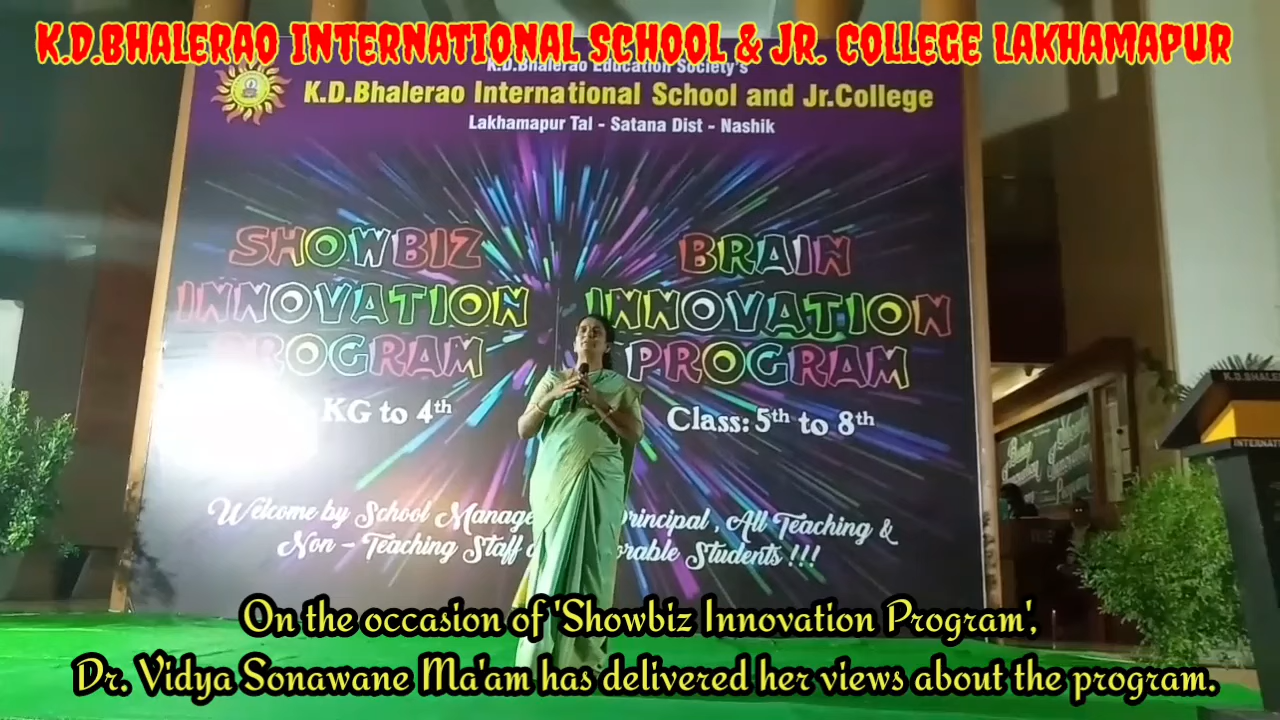 K.D.BHALERAO INTERNATIONAL SCHOOL & JR. COLLEGE LAKHAMAPUR
K.D.Bhalerao Education Society's
K.D.Bhalerao International School and Jr.College
Lakhamapur Tal - Satana Dist - Nashik
SHOWBIZ
INNOVATION
PROGRAM
KG to 4th
BRAIN
INNOVATION
PROGRAM
Class: 5th to 8th
Welcome by School , All Teaching &
Non - Teaching Staff Students !!!
K.D.BHALE
INTERNATI
On the occasion of 'Showbiz Innovation Program',
Dr. Vidya Sonawane Ma'am has delivered her views about the program.